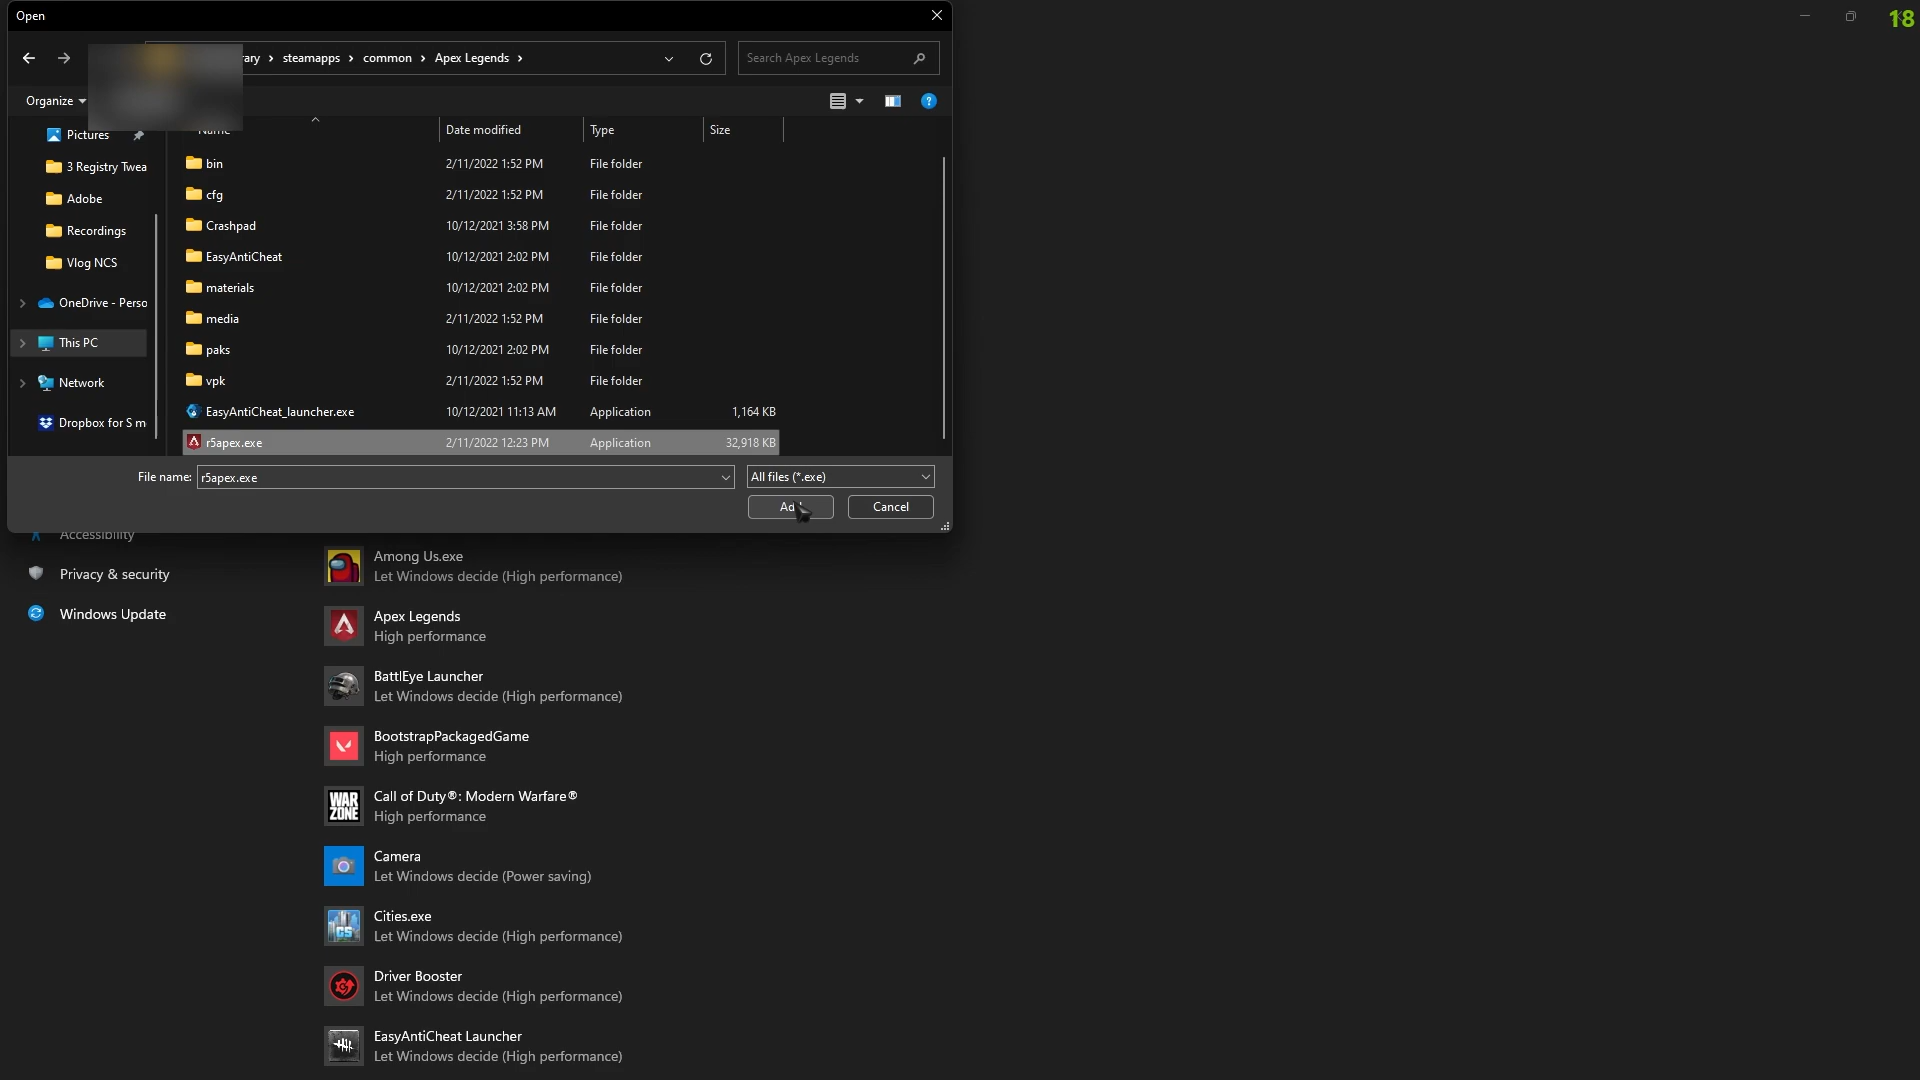 Open
18
rary > steamapps > common > Apex Legends >
Search Apex Legends
Organize
Name
Date modified
Type
Size
Pictures
3 Registry Twea
Adobe
Recordings
Vlog NCS
OneDrive - Perso
This PC
Network
Dropbox for S m
bin 2/11/2022 1:52 PM File folder
cfg 2/11/2022 1:52 PM File folder
Crashpad 10/12/2021 3:58 PM File folder
EasyAntiCheat 10/12/2021 2:02 PM File folder
materials 10/12/2021 2:02 PM File folder
media 2/11/2022 1:52 PM File folder
paks 10/12/2021 2:02 PM File folder
vpk 2/11/2022 1:52 PM File folder
EasyAntiCheat_launcher.exe 10/12/2021 11:13 AM Application 1,164 KB
r5apex.exe 2/11/2022 12:23 PM Application 32,918 KB
File name: r5apex.exe
All files (*.exe)
Add
Cancel
Accessibility
Privacy & security
Windows Update
Among Us.exe
Let Windows decide (High performance)
Apex Legends
High performance
BattlEye Launcher
Let Windows decide (High performance)
BootstrapPackagedGame
High performance
WAR
ZONE
Call of Duty®: Modern Warfare®
High performance
Camera
Let Windows decide (Power saving)
CS
Cities.exe
Let Windows decide (High performance)
Driver Booster
Let Windows decide (High performance)
EasyAntiCheat Launcher
Let Windows decide (High performance)